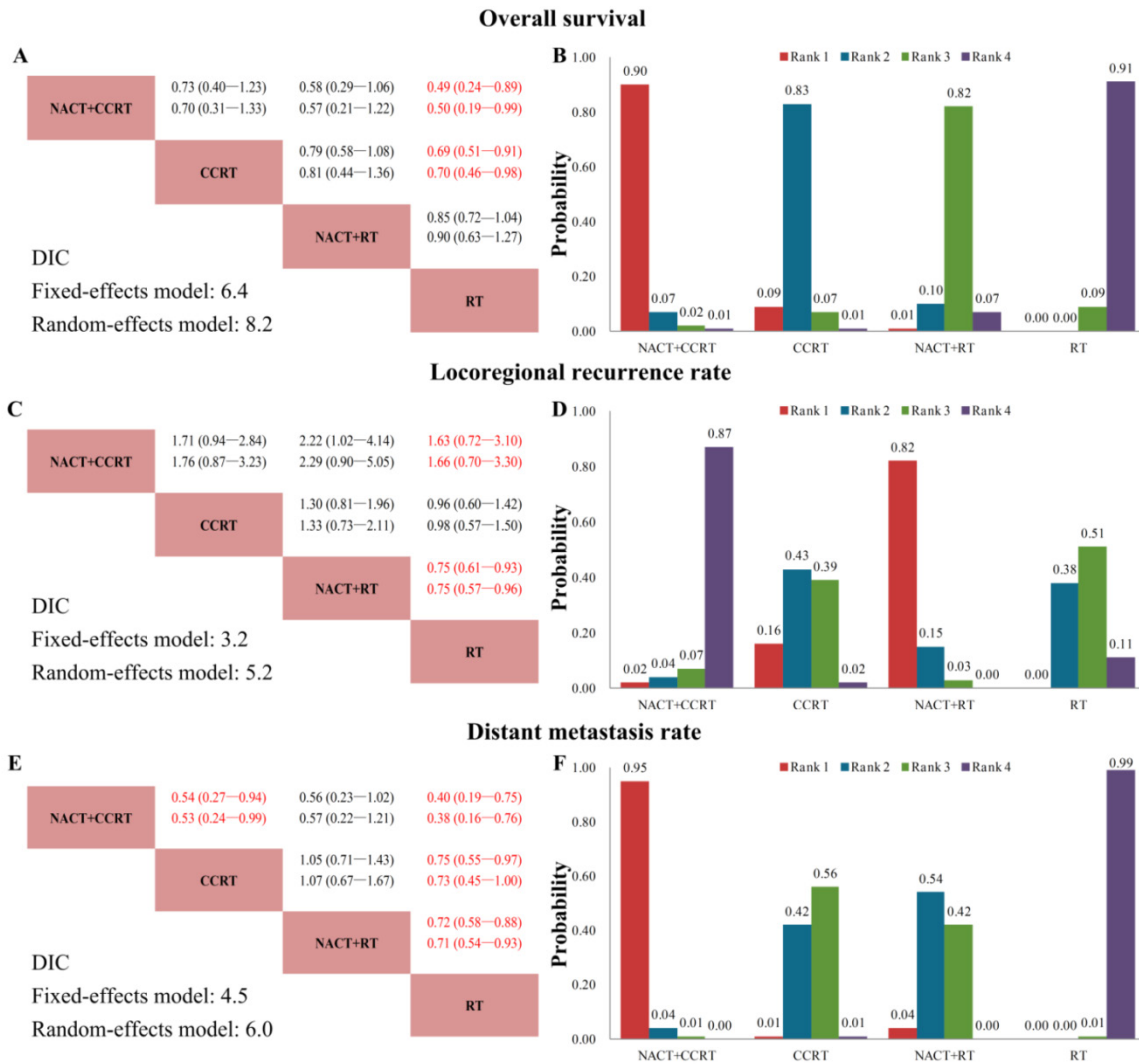 Overall survival
A
NACT+CCRT
0.73 (0.40—1.23)
0.70 (0.31—1.33)
0.58 (0.29—1.06)
0.57 (0.21—1.22)
0.49 (0.24—0.89)
0.50 (0.19—0.99)
CCRT
0.79 (0.58—1.08)
0.81 (0.44—1.36)
0.69 (0.51—0.91)
0.70 (0.46—0.98)
NACT+RT
0.85 (0.72—1.04)
0.90 (0.63—1.27)
RT
DIC
Fixed-effects model: 6.4
Random-effects model: 8.2
B
Rank 1 Rank 2 Rank 3 Rank 4
Probability
1.00
0.80
0.60
0.40
0.20
0.00
0.90 0.07 0.02 0.01
0.09 0.83 0.07 0.01
0.01 0.10 0.82 0.07
0.00 0.00 0.09 0.91
NACT+CCRT CCRT NACT+RT RT
Locoregional recurrence rate
C
NACT+CCRT
1.71 (0.94—2.84)
1.76 (0.87—3.23)
2.22 (1.02—4.14)
2.29 (0.90—5.05)
1.63 (0.72—3.10)
1.66 (0.70—3.30)
CCRT
1.30 (0.81—1.96)
1.33 (0.73—2.11)
0.96 (0.60—1.42)
0.98 (0.57—1.50)
NACT+RT
0.75 (0.61—0.93)
0.75 (0.57—0.96)
RT
DIC
Fixed-effects model: 3.2
Random-effects model: 5.2
D
Rank 1 Rank 2 Rank 3 Rank 4
Probability
1.00
0.80
0.60
0.40
0.20
0.00
0.02 0.04 0.07 0.87
0.16 0.43 0.39 0.02
0.82 0.15 0.03 0.00
0.00 0.38 0.51 0.11
NACT+CCRT CCRT NACT+RT RT
Distant metastasis rate
E
NACT+CCRT
0.54 (0.27—0.94)
0.53 (0.24—0.99)
0.56 (0.23—1.02)
0.57 (0.22—1.21)
0.40 (0.19—0.75)
0.38 (0.16—0.76)
CCRT
1.05 (0.71—1.43)
1.07 (0.67—1.67)
0.75 (0.55—0.97)
0.73 (0.45—1.00)
NACT+RT
0.72 (0.58—0.88)
0.71 (0.54—0.93)
RT
DIC
Fixed-effects model: 4.5
Random-effects model: 6.0
F
Rank 1 Rank 2 Rank 3 Rank 4
Probability
1.00
0.80
0.60
0.40
0.20
0.00
0.95 0.04 0.01 0.00
0.01 0.42 0.56 0.01
0.04 0.54 0.42 0.00
0.00 0.00 0.01 0.99
NACT+CCRT CCRT NACT+RT RT